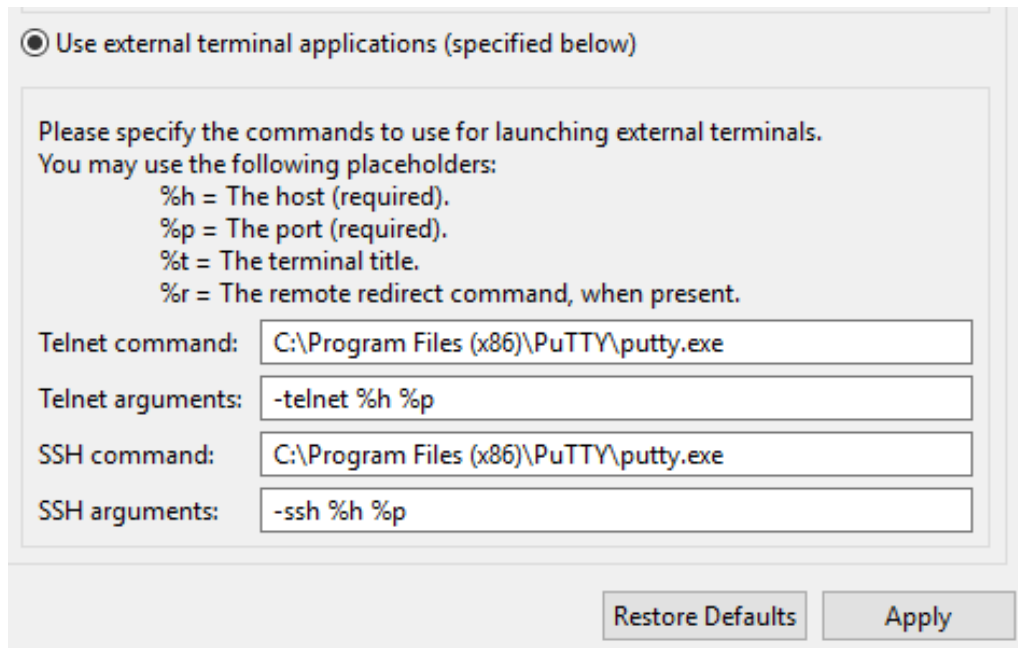 Use external terminal applications (specified below)
Please specify the commands to use for launching external terminals.
You may use the following placeholders:
%h = The host (required).
%p = The port (required).
%t = The terminal title.
%r = The remote redirect command, when present.
Telnet command: C:\Program Files (x86)\PuTTY\putty.exe
Telnet arguments: -telnet %h %p
SSH command: C:\Program Files (x86)\PuTTY\putty.exe
SSH arguments: -ssh %h %p
Restore Defaults Apply